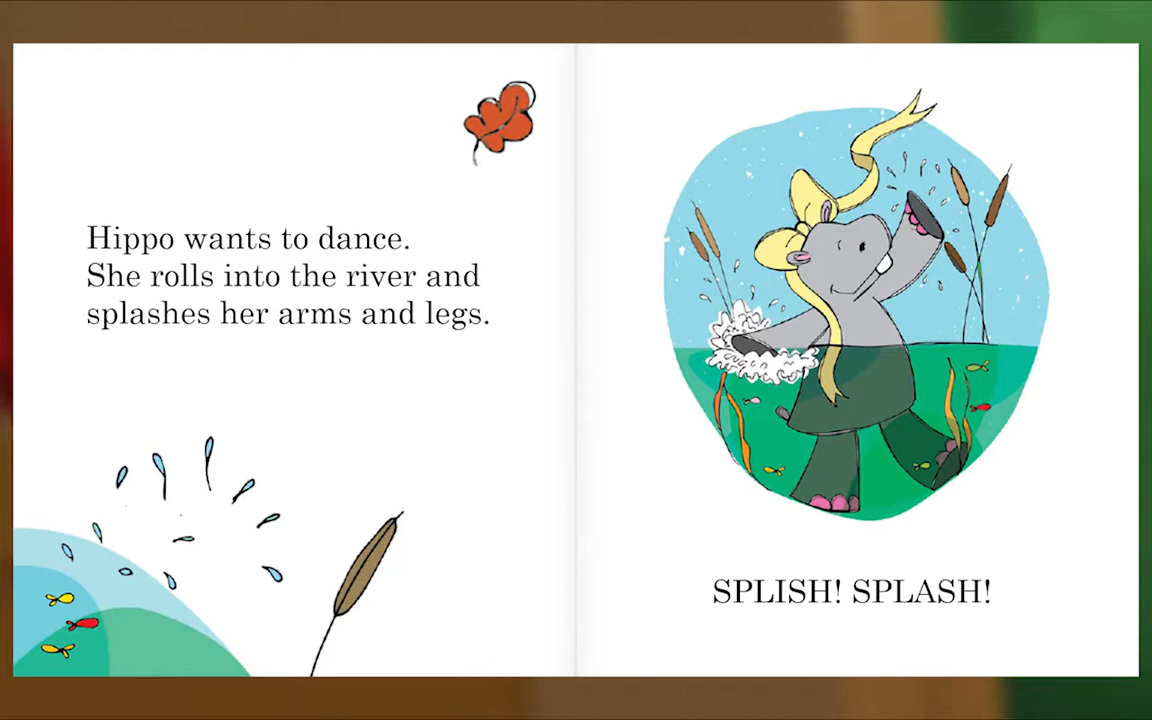 Hippo wants to dance.
She rolls into the river and
splashes her arms and legs.
SPLISH! SPLASH!